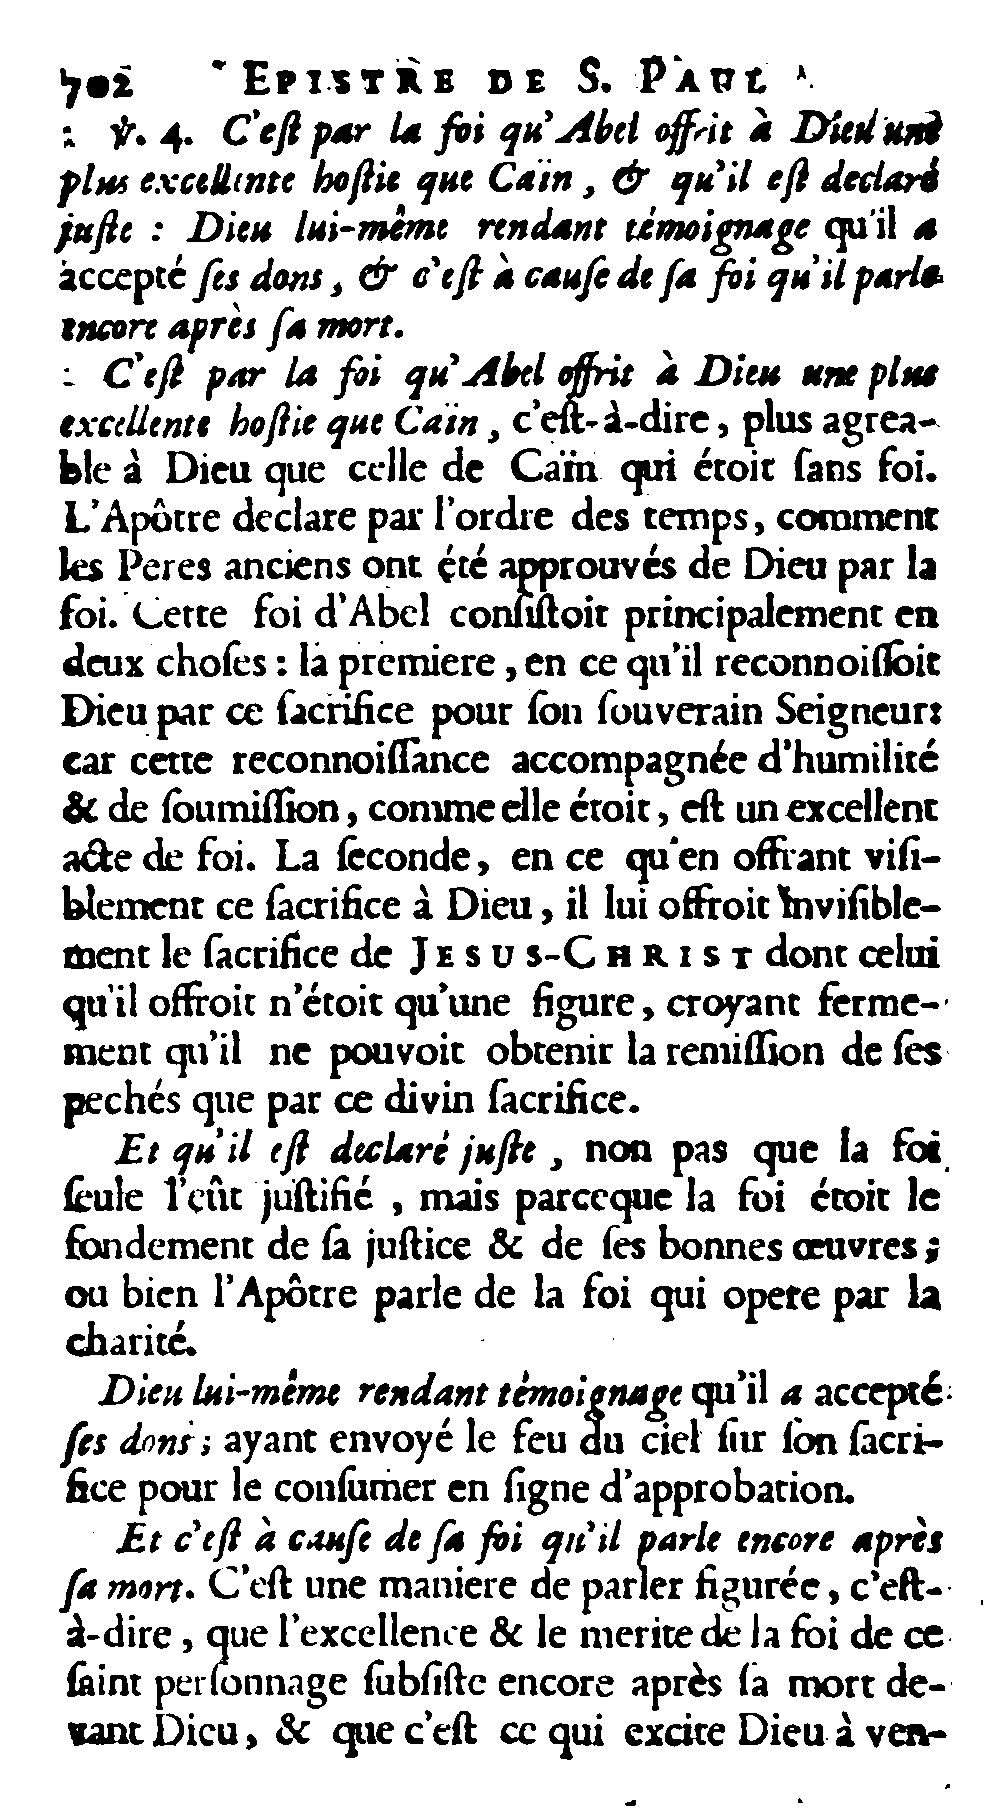 702 EPISTRE DE S. PAUL
℣. 4. C'eſt par la foi qu'Abel offrit à Dieu une
plus excellente hoſtie que Caïn, & qu'il eſt declaré
juſte : Dieu lui-même rendant témoignage qu'il a
accepté ſes dons, & c'eſt à cauſe de ſa foi qu'il parle
encore après ſa mort.
C'eſt par la foi qu'Abel offrit à Dieu une plus
excellente hoſtie que Caïn, c'eſt-à-dire, plus agrea-
ble à Dieu que celle de Caïn qui étoit ſans foi.
L'Apôtre declare par l'ordre des temps, comment
les Peres anciens ont été approuvés de Dieu par la
foi. Cette foi d'Abel conſiſtoit principalement en
deux choſes : la premiere, en ce qu'il reconnoiſſoit
Dieu par ce ſacrifice pour ſon ſouverain Seigneur:
car cette reconnoiſſance accompagnée d'humilité
& de ſoumiſſion, comme elle étoit, eſt un excellent
acte de foi. La ſeconde, en ce qu'en offrant viſi-
blement ce ſacrifice à Dieu, il lui offroit inviſible-
ment le ſacrifice de JESUS-CHRIST dont celui
qu'il offroit n'étoit qu'une figure, croyant ferme-
ment qu'il ne pouvoit obtenir la remiſſion de ſes
pechés que par ce divin ſacrifice.
Et qu'il eſt declaré juſte, non pas que la foi
ſeule l'eût juſtifié, mais parceque la foi étoit le
fondement de ſa juſtice & de ſes bonnes œuvres;
ou bien l'Apôtre parle de la foi qui opere par la
charité.
Dieu lui-même rendant témoignage qu'il a accepté
ſes dons; ayant envoyé le feu du ciel ſur ſon ſacri-
fice pour le conſumer en ſigne d'approbation.
Et c'eſt à cauſe de ſa foi qu'il parle encore après
ſa mort. C'eſt une maniere de parler figurée, c'eſt-
à-dire, que l'excellence & le merite de la foi de ce
ſaint perſonnage ſubſiſte encore après ſa mort de-
vant Dieu, & que c'eſt ce qui excite Dieu à ven-